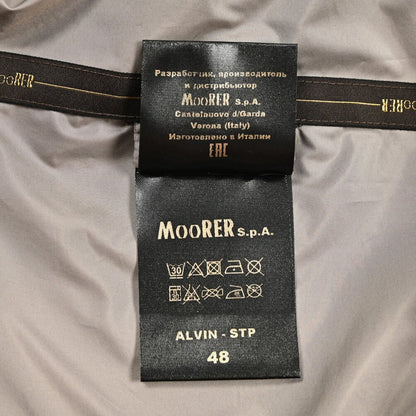 MOORER
Разработчик, производитель
и дистрибьютор
MOORER S.p.A.
Castelnuovo d/Garda
Verona (Italy)
Изготовлено в Италии
EAC
MOORER
MOORER S.p.A.
30
ALVIN - STP
48